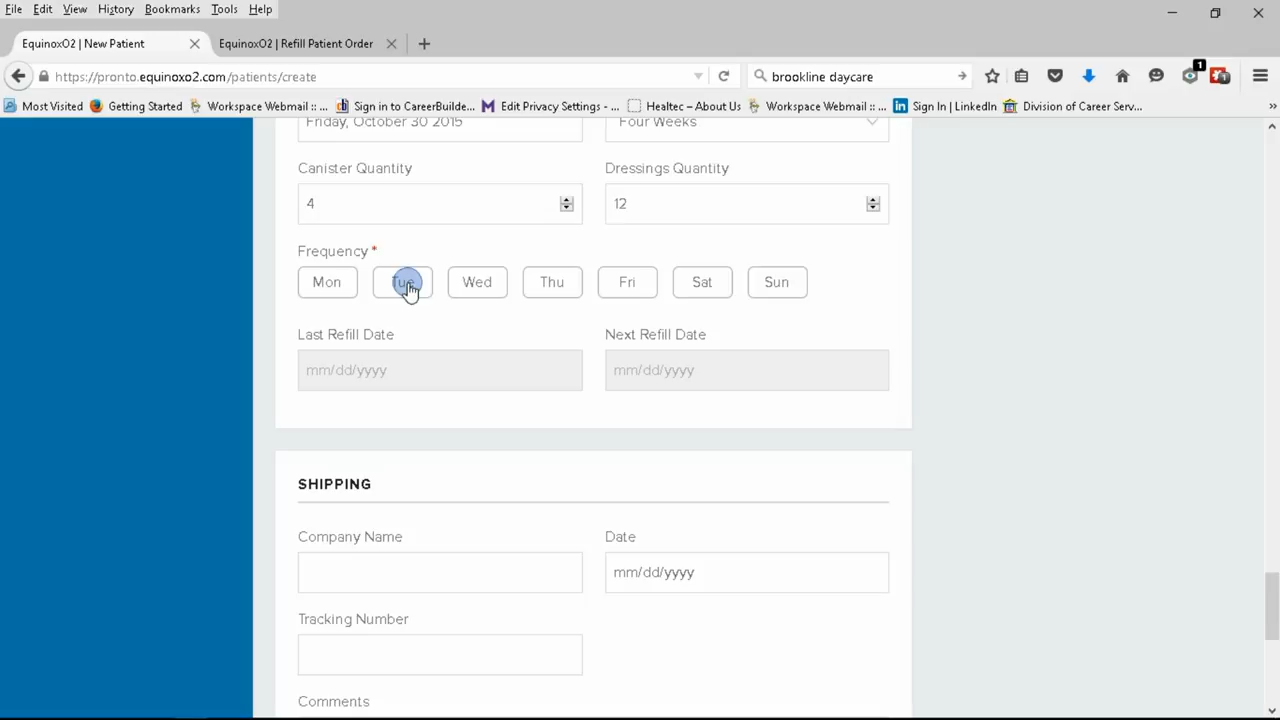 File Edit View History Bookmarks Tools Help
EquinoxO2 | New Patient EquinoxO2 | Refill Patient Order
https://pronto.equinoxo2.com/patients/create brookline daycare 1 1
Most Visited Getting Started Workspace Webmail :: ... Sign in to CareerBuilde... Edit Privacy Settings - ... Healtec – About Us Workspace Webmail :: ... Sign In | LinkedIn Division of Career Serv... »
Friday, October 30 2015 Four Weeks
Canister Quantity Dressings Quantity
4 12
Frequency *
Mon Tue Wed Thu Fri Sat Sun
Last Refill Date Next Refill Date
mm/dd/yyyy mm/dd/yyyy
SHIPPING
Company Name Date
mm/dd/yyyy
Tracking Number
Comments